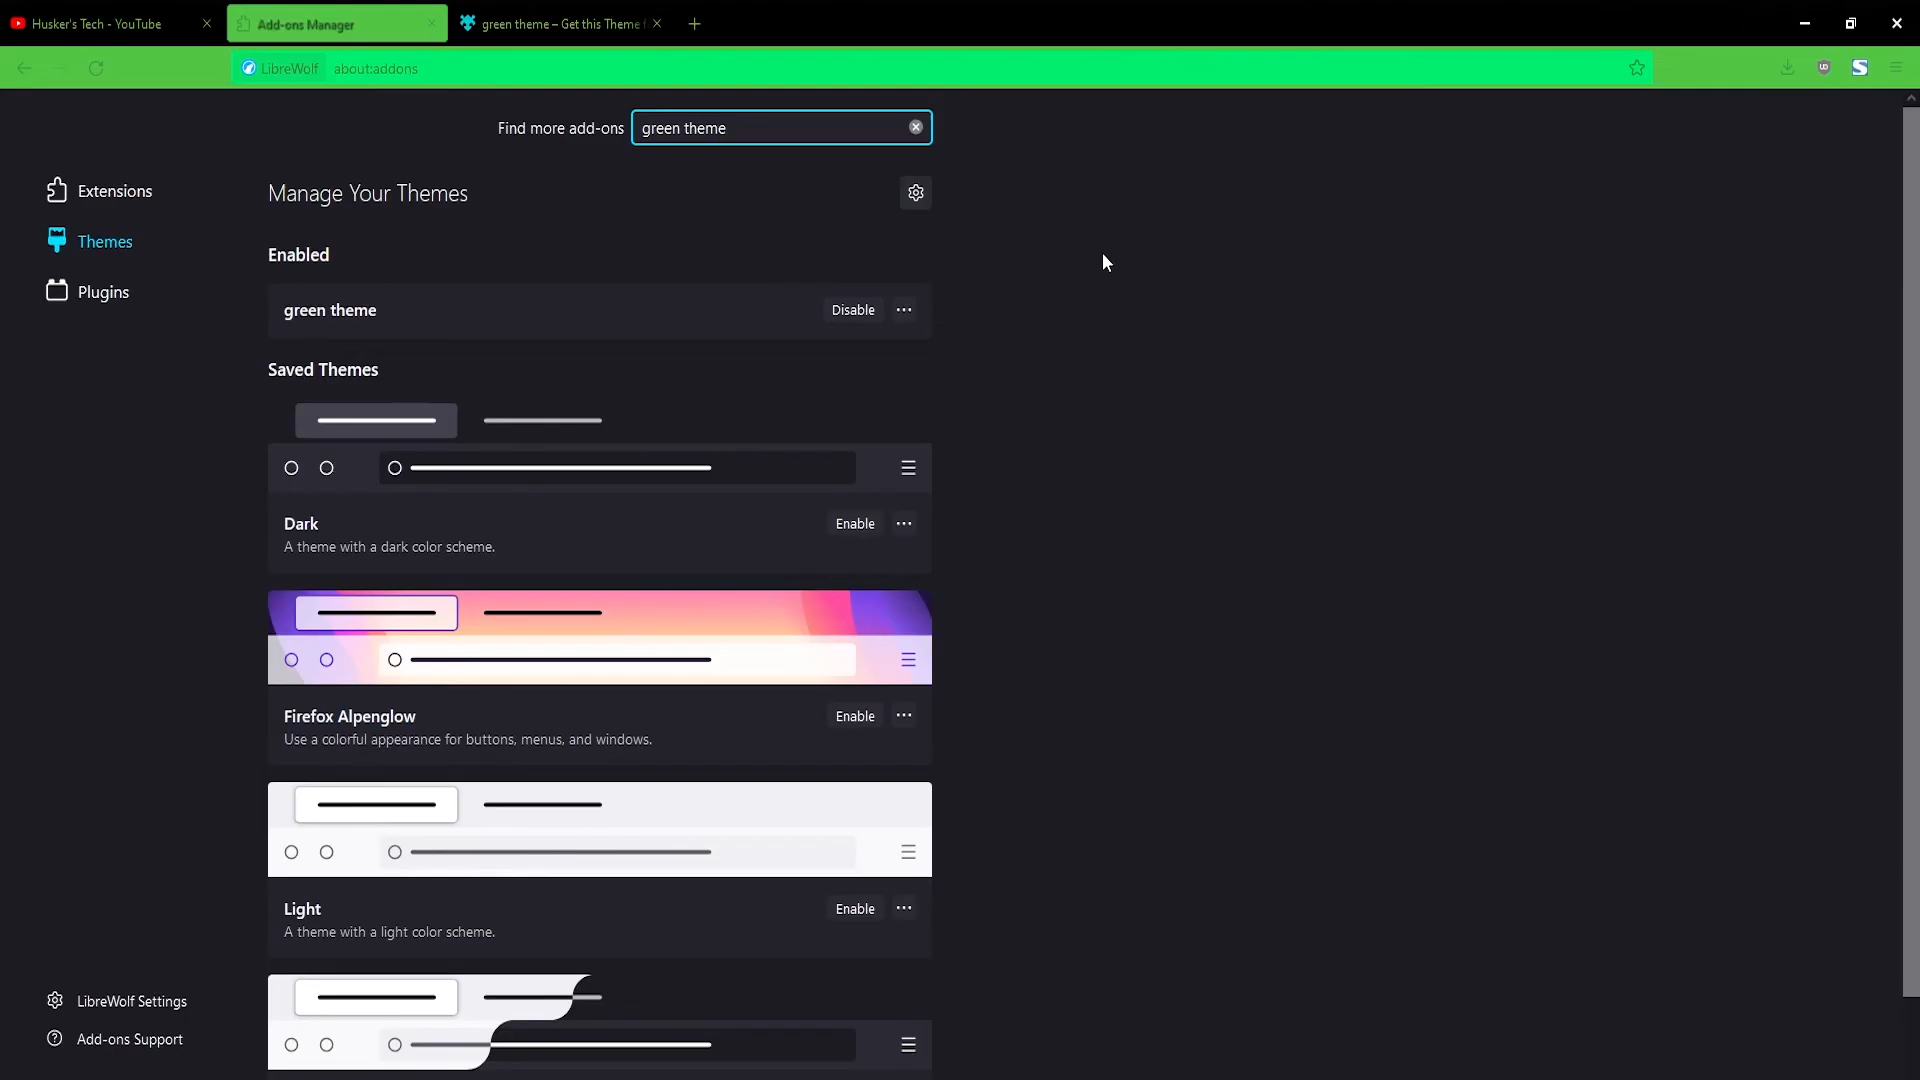 Husker's Tech - YouTube
Add-ons Manager
green theme – Get this Theme
LibreWolf
about:addons
Find more add-ons
green theme
Extensions
Themes
Plugins
Manage Your Themes
Enabled
green theme
Disable
Saved Themes
Dark
Enable
A theme with a dark color scheme.
Firefox Alpenglow
Enable
Use a colorful appearance for buttons, menus, and windows.
Light
Enable
A theme with a light color scheme.
LibreWolf Settings
Add-ons Support